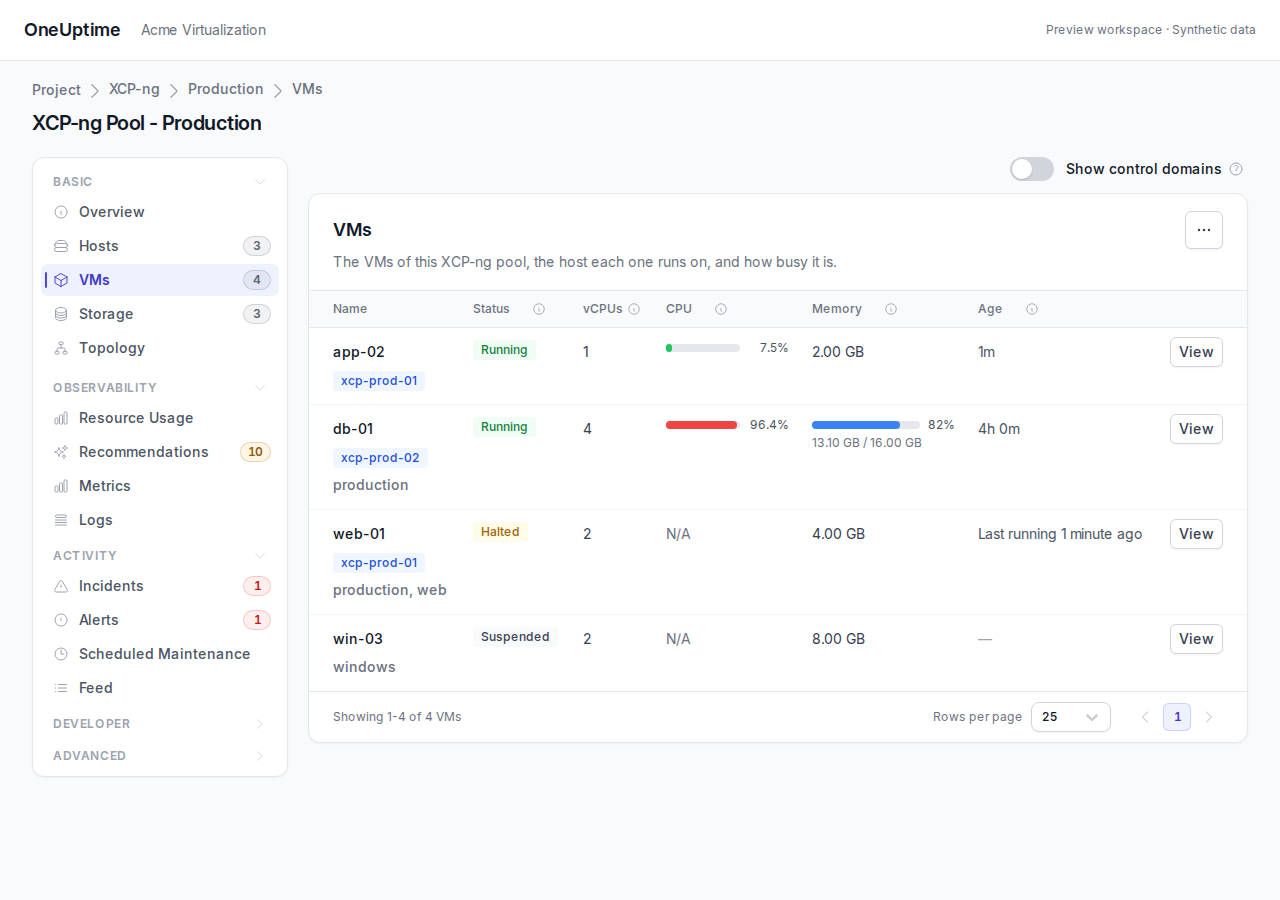 OneUptime Acme Virtualization Preview workspace · Synthetic data
Project XCP-ng Production VMs
XCP-ng Pool - Production
BASIC
Overview
Hosts 3
VMs 4
Storage 3
Topology
OBSERVABILITY
Resource Usage
Recommendations 10
Metrics
Logs
ACTIVITY
Incidents 1
Alerts 1
Scheduled Maintenance
Feed
DEVELOPER
ADVANCED
Show control domains
VMs
The VMs of this XCP-ng pool, the host each one runs on, and how busy it is.
Name Status vCPUs CPU Memory Age
app-02 Running 1 7.5% 2.00 GB 1m View
xcp-prod-01
db-01 Running 4 96.4% 82% 4h 0m View
13.10 GB / 16.00 GB
xcp-prod-02
production
web-01 Halted 2 N/A 4.00 GB Last running 1 minute ago View
xcp-prod-01
production, web
win-03 Suspended 2 N/A 8.00 GB — View
windows
Showing 1-4 of 4 VMs Rows per page 25 1